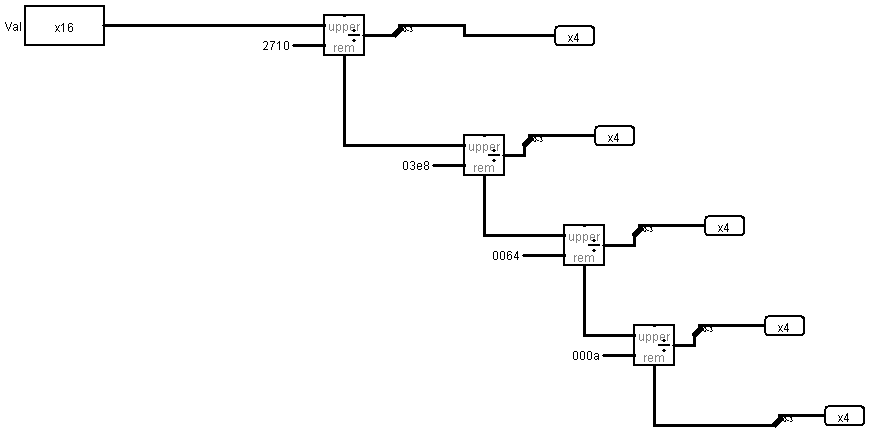 Val x16
upper
÷
rem
0-3
x4
2710
upper
÷
rem
0-3
x4
03e8
upper
÷
rem
0-3
x4
0064
upper
÷
rem
0-3
x4
000a
0-3
x4